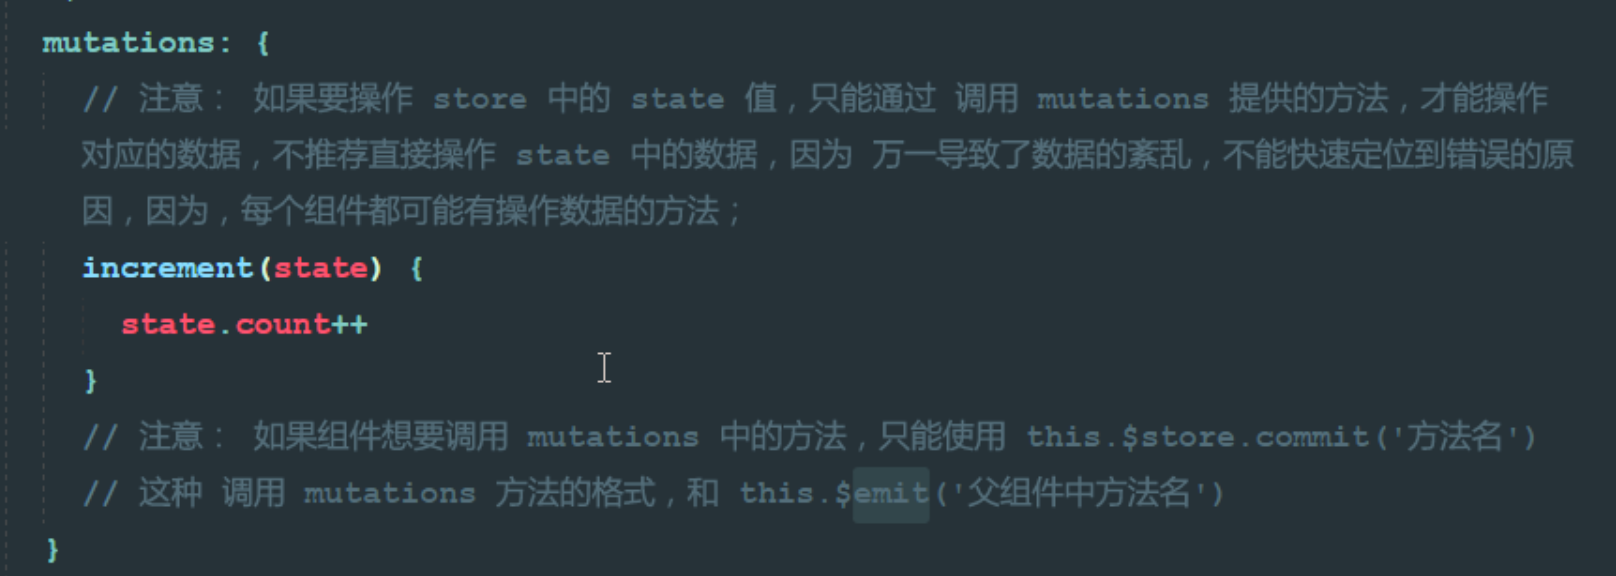 mutations: {
// 注意： 如果要操作 store 中的 state 值，只能通过 调用 mutations 提供的方法，才能操作
对应的数据，不推荐直接操作 state 中的数据，因为 万一导致了数据的紊乱，不能快速定位到错误的原
因，因为，每个组件都可能有操作数据的方法；
increment(state) {
state.count++
}
// 注意： 如果组件想要调用 mutations 中的方法，只能使用 this.$store.commit('方法名')
// 这种 调用 mutations 方法的格式，和 this.$emit('父组件中方法名')
}